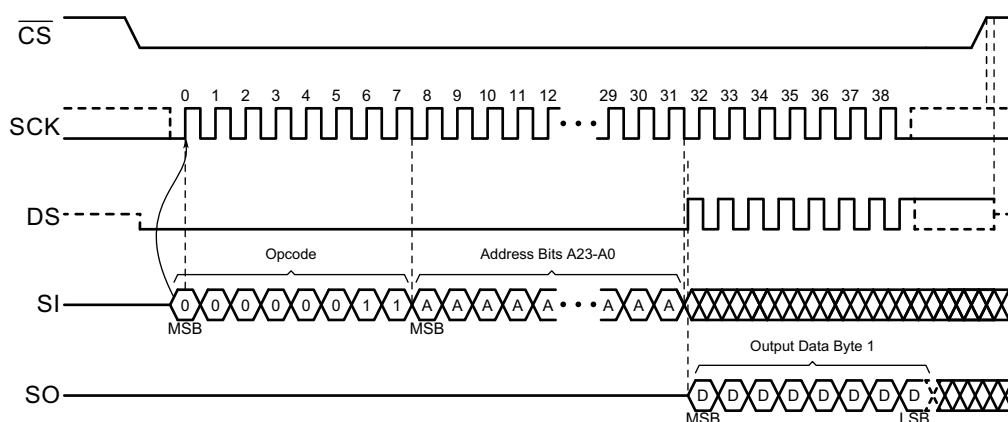 CS
0 1 2 3 4 5 6 7 8 9 10 11 12 29 30 31 32 33 34 35 36 37 38
SCK
DS
Opcode Address Bits A23-A0
SI 0 0 0 0 0 0 1 1 A A A A A A A A
MSB MSB
Output Data Byte 1
SO D D D D D D D D
MSB LSB